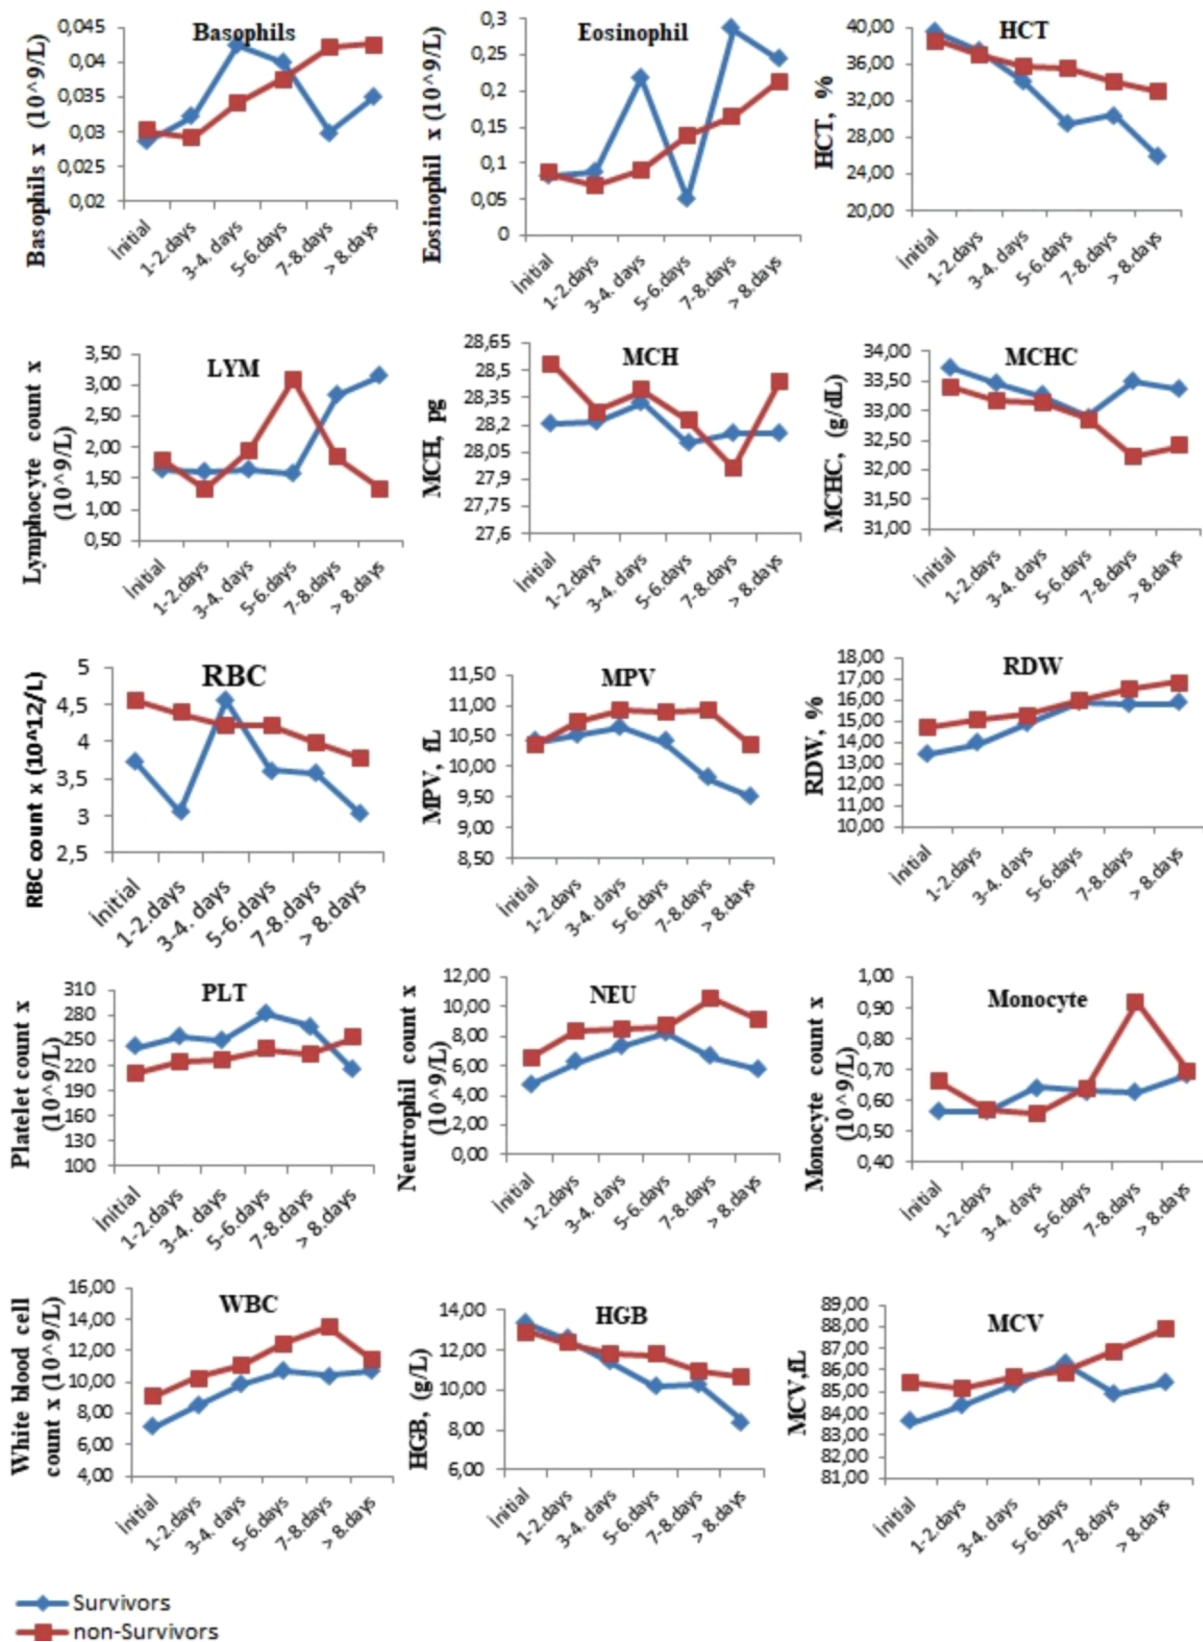 Basophils
Basophils x (10^9/L)
0,045
0,04
0,035
0,03
0,025
0,02
İnitial
1-2.days
3-4. days
5-6.days
7-8.days
> 8.days
Eosinophil
Eosinophil x (10^9/L)
0,3
0,25
0,2
0,15
0,1
0,05
0
İnitial
1-2.days
3-4. days
5-6.days
7-8.days
> 8.days
HCT
HCT, %
40,00
36,00
32,00
28,00
24,00
20,00
İnitial
1-2.days
3-4. days
5-6.days
7-8.days
> 8.days
LYM
Lymphocyte count x
(10^9/L)
3,50
3,00
2,50
2,00
1,50
1,00
0,50
İnitial
1-2.days
3-4. days
5-6.days
7-8.days
> 8.days
MCH
MCH, pg
28,65
28,5
28,35
28,2
28,05
27,9
27,75
27,6
İnitial
1-2.days
3-4. days
5-6.days
7-8.days
> 8.days
MCHC
MCHC, (g/dL)
34,00
33,50
33,00
32,50
32,00
31,50
31,00
İnitial
1-2.days
3-4. days
5-6.days
7-8.days
> 8.days
RBC
RBC count x (10^12/L)
5
4,5
4
3,5
3
2,5
İnitial
1-2.days
3-4. days
5-6.days
7-8.days
> 8.days
MPV
MPV, fL
11,50
11,00
10,50
10,00
9,50
9,00
8,50
İnitial
1-2.days
3-4. days
5-6.days
7-8.days
> 8.days
RDW
RDW, %
18,00
17,00
16,00
15,00
14,00
13,00
12,00
11,00
10,00
İnitial
1-2.days
3-4. days
5-6.days
7-8.days
> 8.days
PLT
Platelet count x
(10^9/L)
310
280
250
220
190
160
130
100
İnitial
1-2.days
3-4. days
5-6.days
7-8.days
> 8.days
NEU
Neutrophil count x
(10^9/L)
12,00
10,00
8,00
6,00
4,00
2,00
0,00
İnitial
1-2.days
3-4. days
5-6.days
7-8.days
> 8.days
Monocyte
Monocyte count x
(10^9/L)
1,00
0,90
0,80
0,70
0,60
0,50
0,40
İnitial
1-2.days
3-4. days
5-6.days
7-8.days
> 8.days
WBC
White blood cell
count x (10^9/L)
16,00
14,00
12,00
10,00
8,00
6,00
4,00
İnitial
1-2.days
3-4. days
5-6.days
7-8.days
> 8.days
HGB
HGB, (g/L)
14,00
12,00
10,00
8,00
6,00
İnitial
1-2.days
3-4. days
5-6.days
7-8.days
> 8.days
MCV
MCV,fL
89,00
88,00
87,00
86,00
85,00
84,00
83,00
82,00
81,00
İnitial
1-2.days
3-4. days
5-6.days
7-8.days
> 8.days
Survivors
non-Survivors